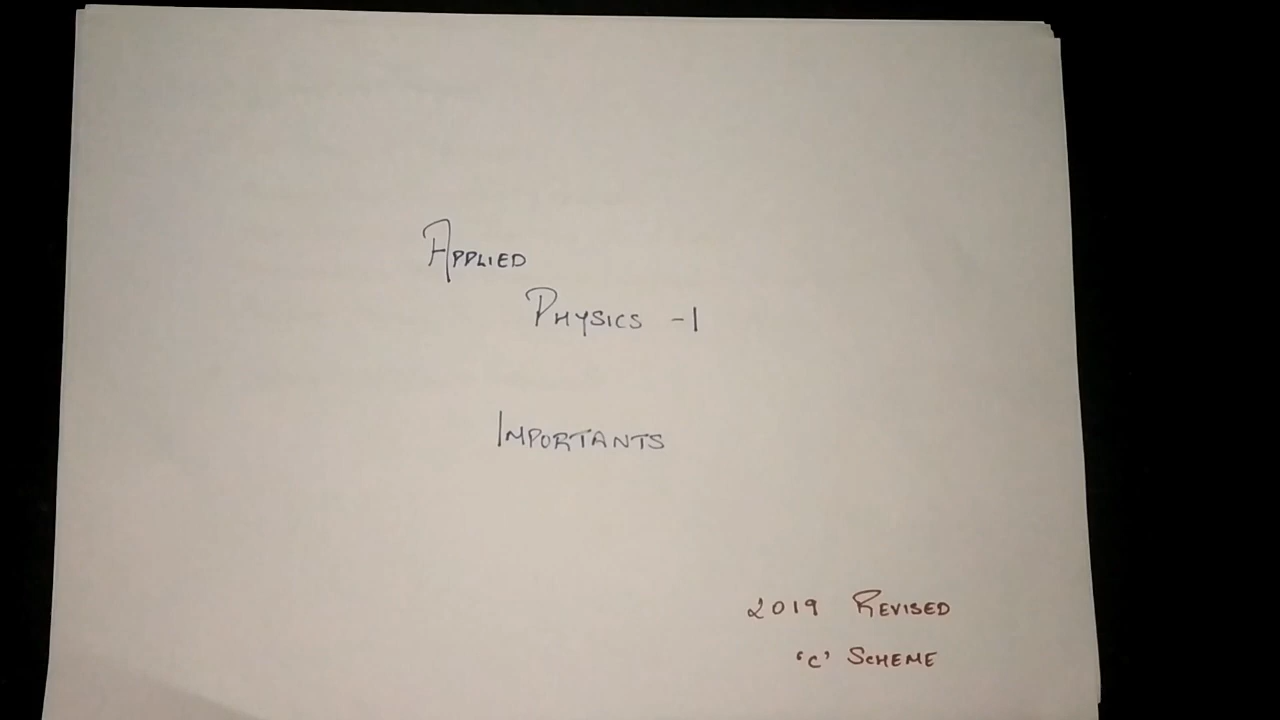 APPLIED
PHYSICS -1
IMPORTANTS
2019 REVISED
'C' SCHEME